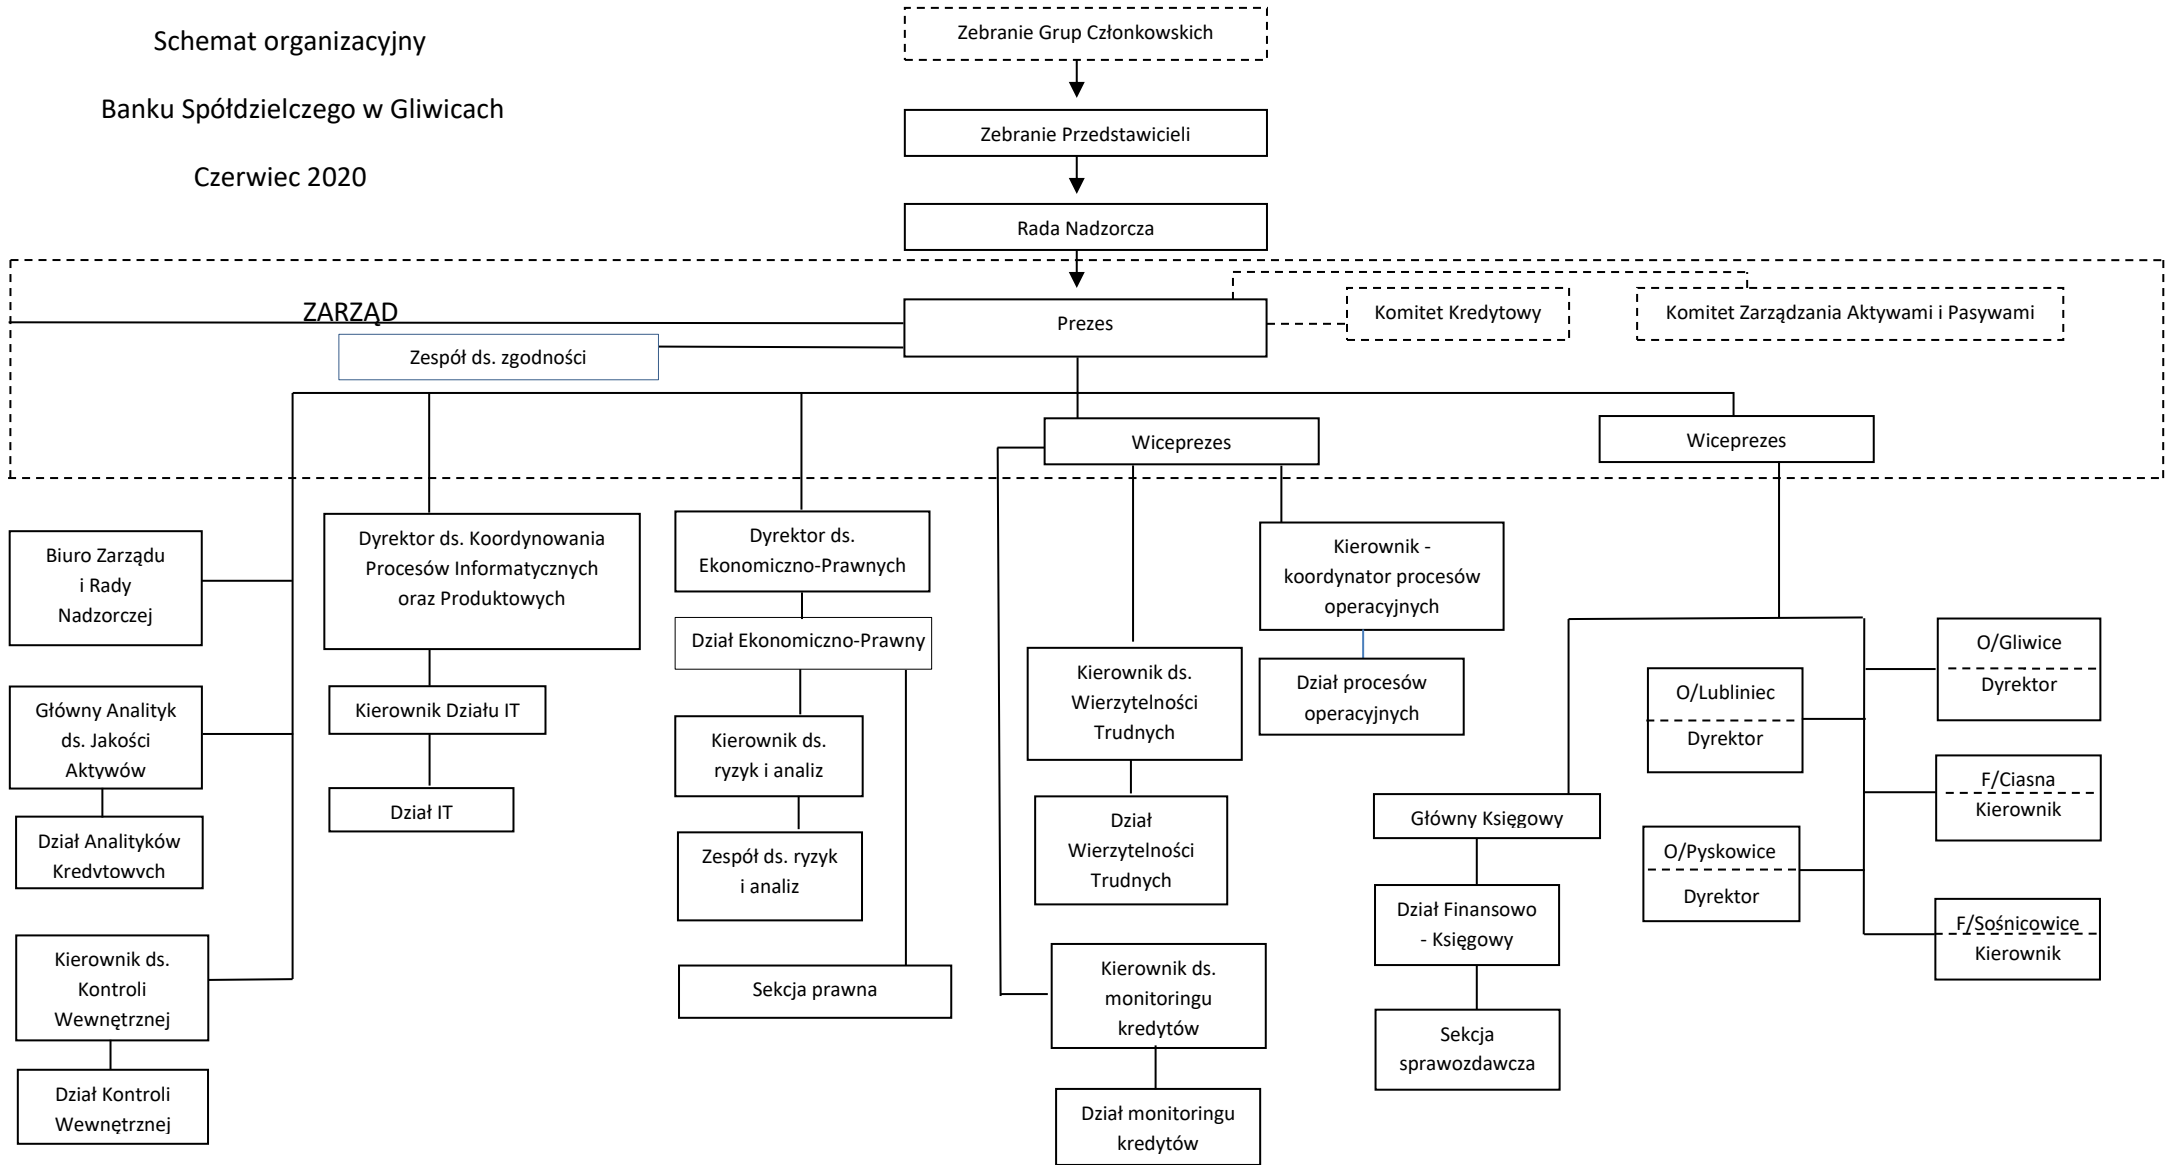 Schemat organizacyjny
Banku Spółdzielczego w Gliwicach
Czerwiec 2020
Zebranie Grup Członkowskich
Zebranie Przedstawicieli
Rada Nadzorcza
ZARZĄD
Prezes
Komitet Kredytowy
Komitet Zarządzania Aktywami i Pasywami
Zespół ds. zgodności
Wiceprezes
Wiceprezes
Biuro Zarządu
i Rady
Nadzorczej
Główny Analityk
ds. Jakości
Aktywów
Dział Analityków
Kredytowych
Kierownik ds.
Kontroli
Wewnętrznej
Dział Kontroli
Wewnętrznej
Dyrektor ds. Koordynowania
Procesów Informatycznych
oraz Produktowych
Kierownik Działu IT
Dział IT
Dyrektor ds.
Ekonomiczno-Prawnych
Dział Ekonomiczno-Prawny
Kierownik ds.
ryzyk i analiz
Zespół ds. ryzyk
i analiz
Sekcja prawna
Kierownik ds.
Wierzytelności
Trudnych
Dział
Wierzytelności
Trudnych
Kierownik ds.
monitoringu
kredytów
Dział monitoringu
kredytów
Kierownik -
koordynator procesów
operacyjnych
Dział procesów
operacyjnych
Główny Księgowy
Dział Finansowo
- Księgowy
Sekcja
sprawozdawcza
O/Lubliniec
Dyrektor
O/Pyskowice
Dyrektor
O/Gliwice
Dyrektor
F/Ciasna
Kierownik
F/Sośnicowice
Kierownik